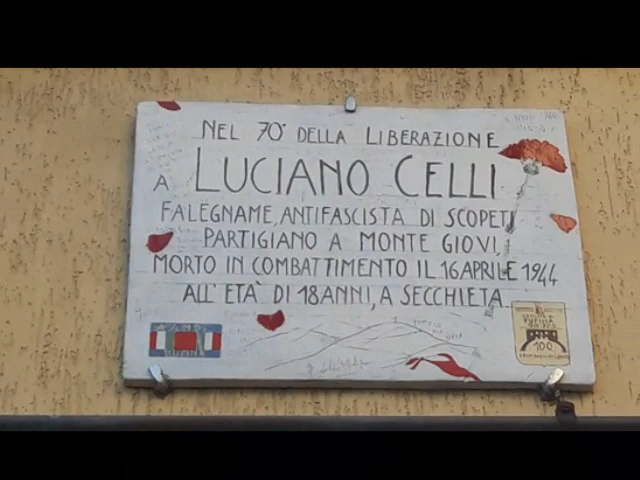 NEL 70° DELLA LIBERAZIONE
A LUCIANO CELLI
FALEGNAME, ANTIFASCISTA DI SCOPETI
PARTIGIANO A MONTE GIOVI,
MORTO IN COMBATTIMENTO IL 16 APRILE 1944
ALL' ETÀ DI 18 ANNI, A SECCHIETA
100